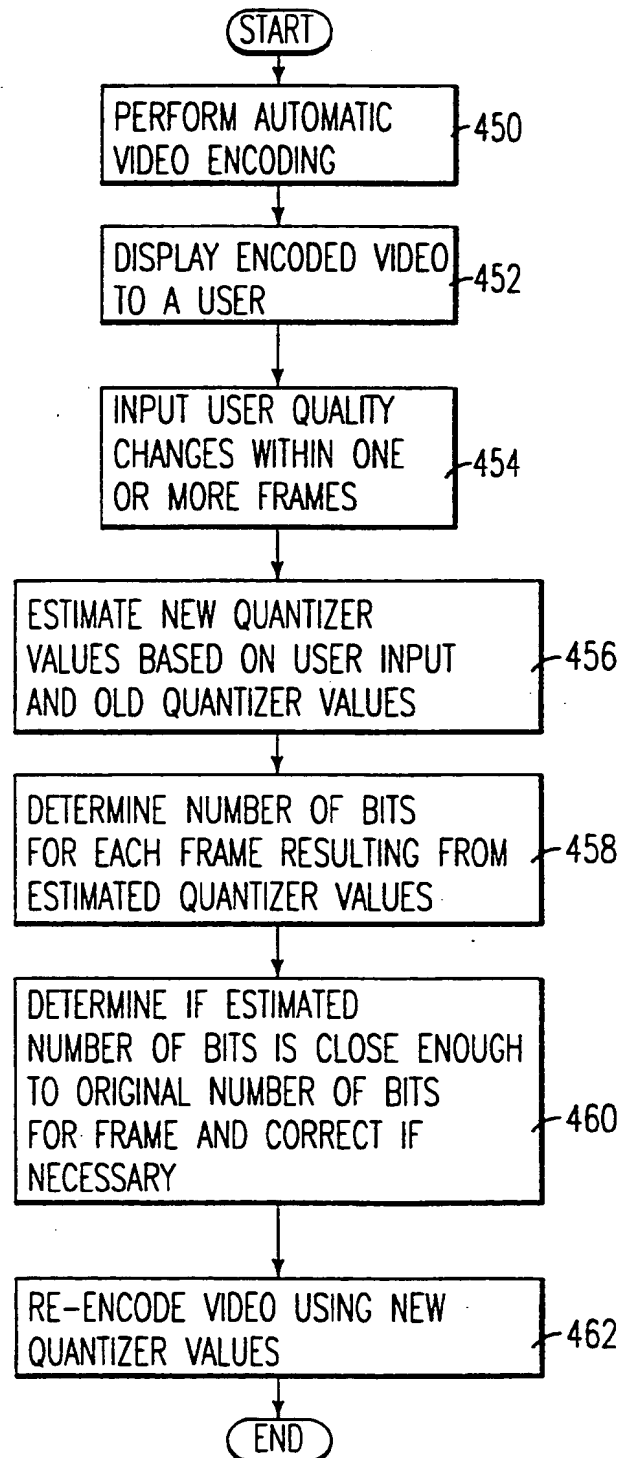 START
PERFORM AUTOMATIC
VIDEO ENCODING
450
DISPLAY ENCODED VIDEO
TO A USER
452
INPUT USER QUALITY
CHANGES WITHIN ONE
OR MORE FRAMES
454
ESTIMATE NEW QUANTIZER
VALUES BASED ON USER INPUT
AND OLD QUANTIZER VALUES
456
DETERMINE NUMBER OF BITS
FOR EACH FRAME RESULTING FROM
ESTIMATED QUANTIZER VALUES
458
DETERMINE IF ESTIMATED
NUMBER OF BITS IS CLOSE ENOUGH
TO ORIGINAL NUMBER OF BITS
FOR FRAME AND CORRECT IF
NECESSARY
460
RE-ENCODE VIDEO USING NEW
QUANTIZER VALUES
462
END